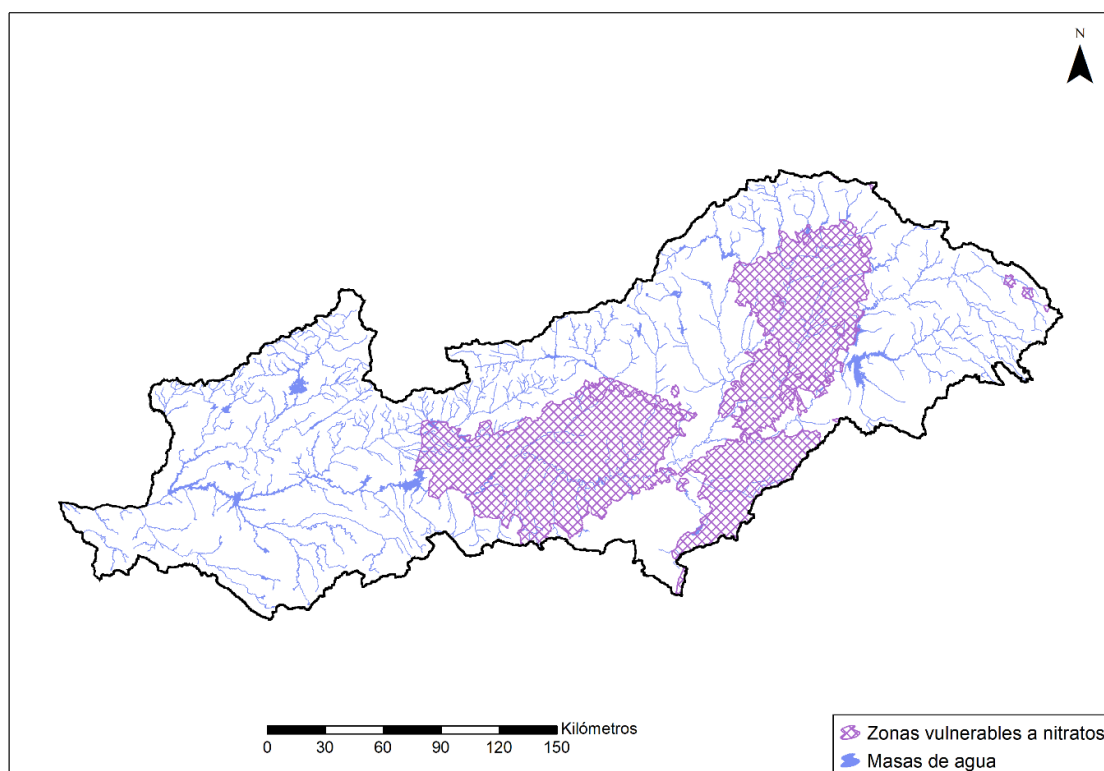 N
Kilómetros
0 30 60 90 120 150
Zonas vulnerables a nitratos
Masas de agua